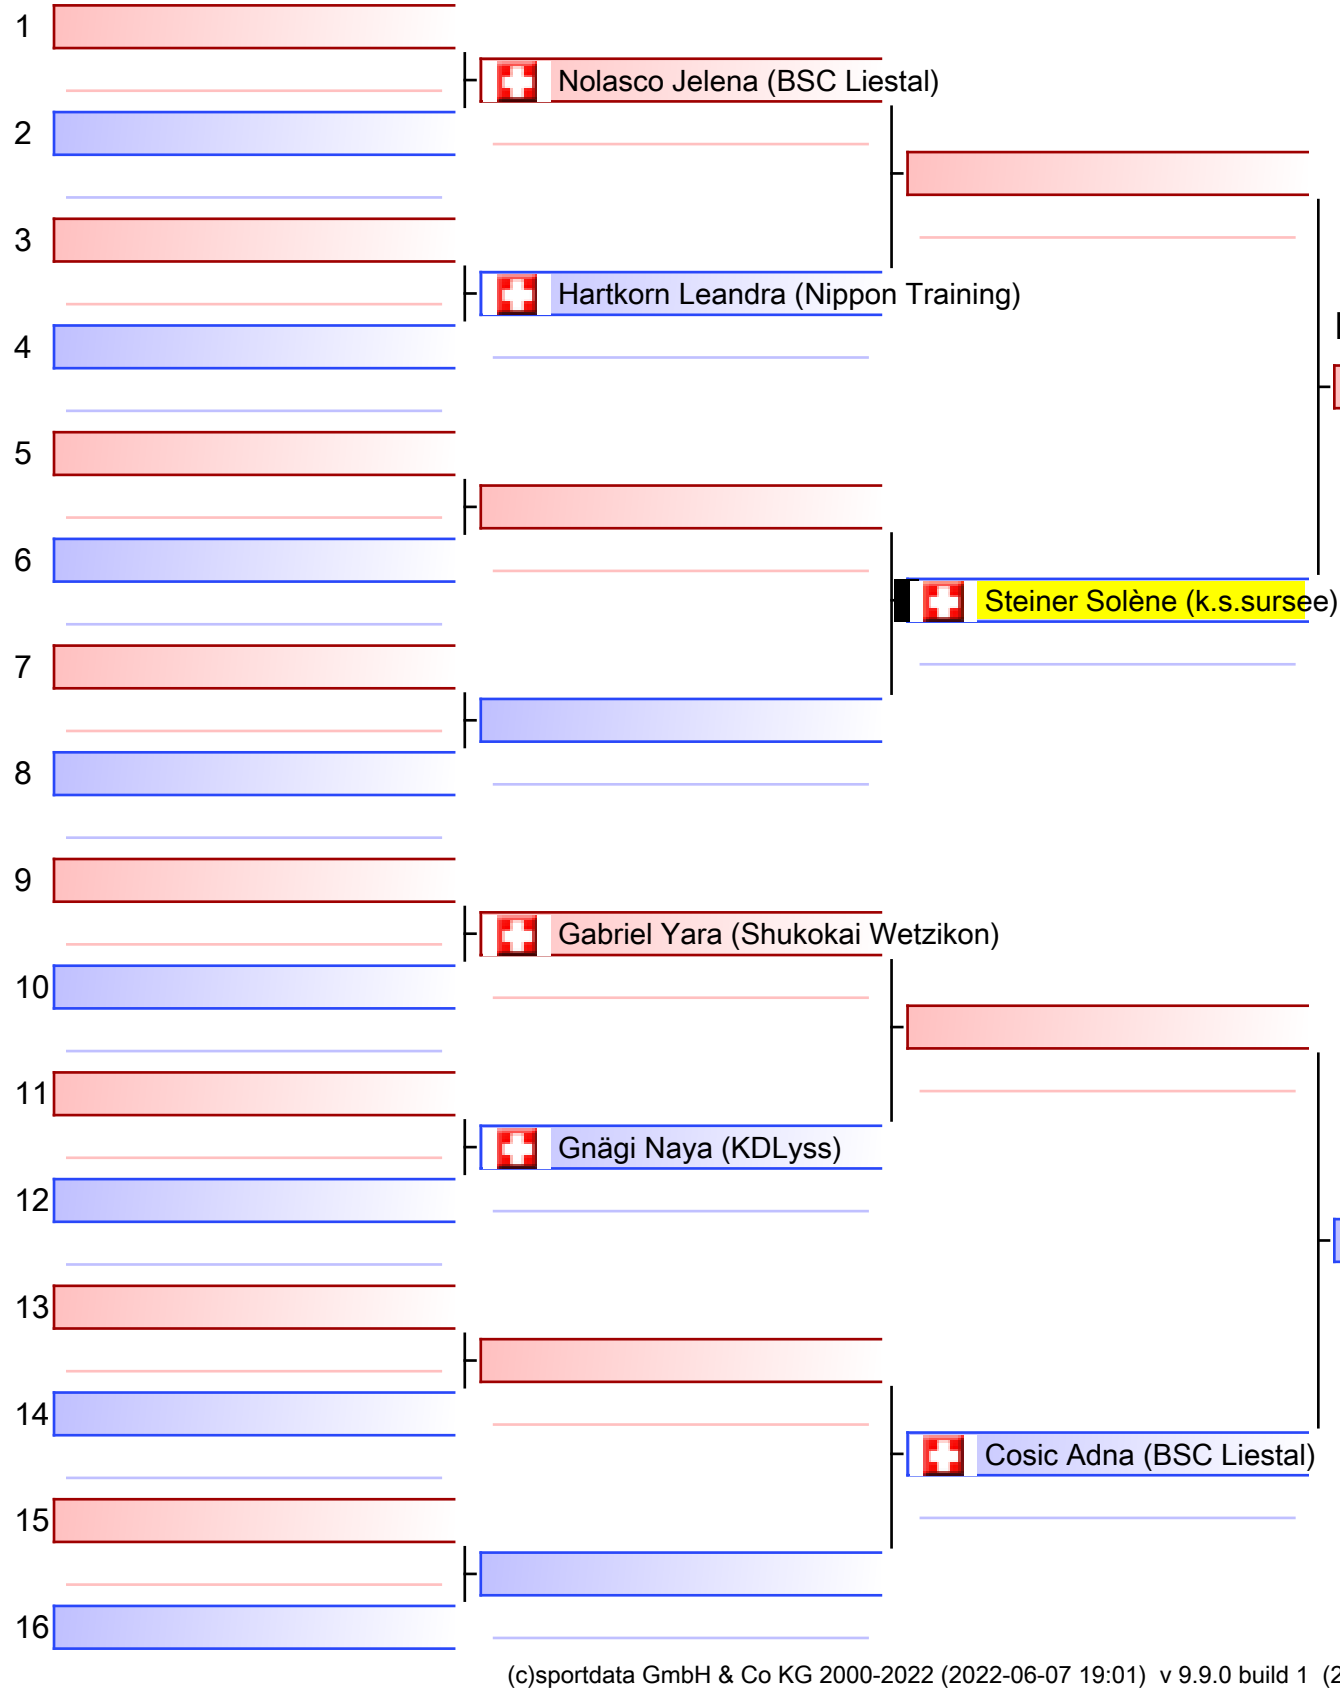 1
Nolasco Jelena (BSC Liestal)
2
3
Hartkorn Leandra (Nippon Training)
4
5
6
Steiner Solène (k.s.sursee)
7
8
9
Gabriel Yara (Shukokai Wetzikon)
10
11
Gnägi Naya (KDLyss)
12
13
14
Cosic Adna (BSC Liestal)
15
16
(c)sportdata GmbH & Co KG 2000-2022 (2022-06-07 19:01) v 9.9.0 build 1 (2